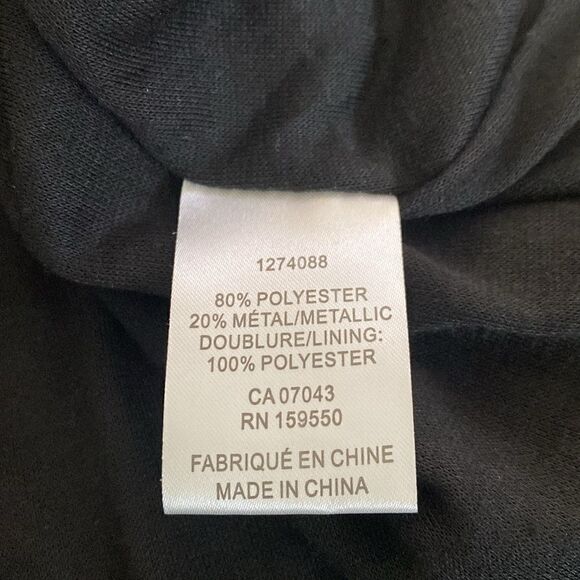 1274088
80% POLYESTER
20% MÉTAL/METALLIC
DOUBLURE/LINING:
100% POLYESTER
CA 07043
RN 159550
FABRIQUÉ EN CHINE
MADE IN CHINA